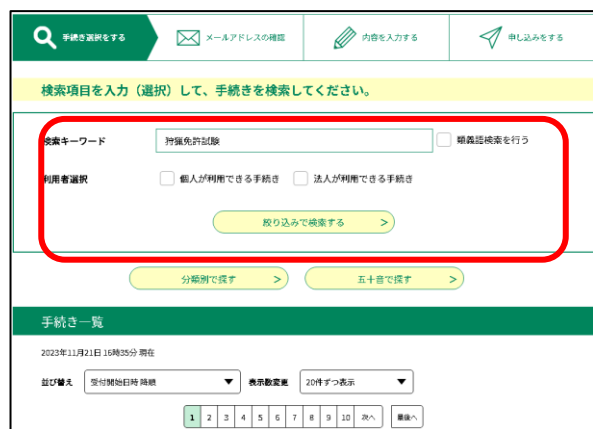 手続き選択をする メールアドレスの確認 内容を入力する 申し込みをする
検索項目を入力（選択）して、手続きを検索してください。
検索キーワード 狩猟免許試験 類義語検索を行う
利用者選択 個人が利用できる手続き 法人が利用できる手続き
絞り込みで検索する >
分類別で探す > 五十音で探す >
手続き一覧
2023年11月21日 16時35分 現在
並び替え 受付開始日時 降順 ▼ 表示数変更 20件ずつ表示 ▼
1 2 3 4 5 6 7 8 9 10 次へ 最後へ